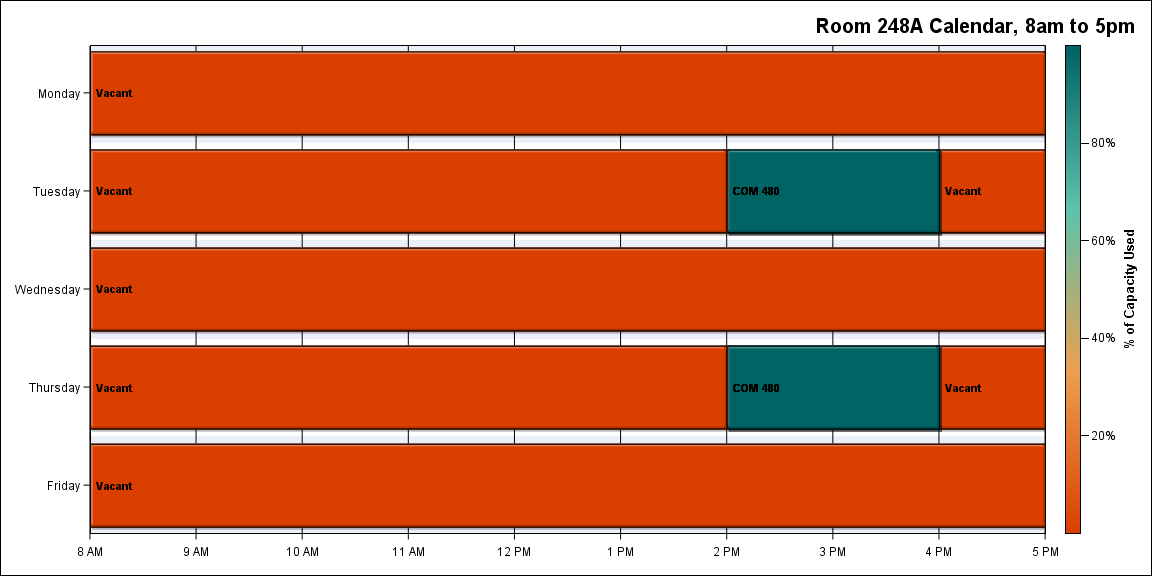 Room 248A Calendar, 8am to 5pm
Monday
Vacant
Tuesday
Vacant
COM 480
Vacant
Wednesday
Vacant
Thursday
Vacant
COM 480
Vacant
Friday
Vacant
8 AM
9 AM
10 AM
11 AM
12 PM
1 PM
2 PM
3 PM
4 PM
5 PM
80%
60%
40%
20%
% of Capacity Used